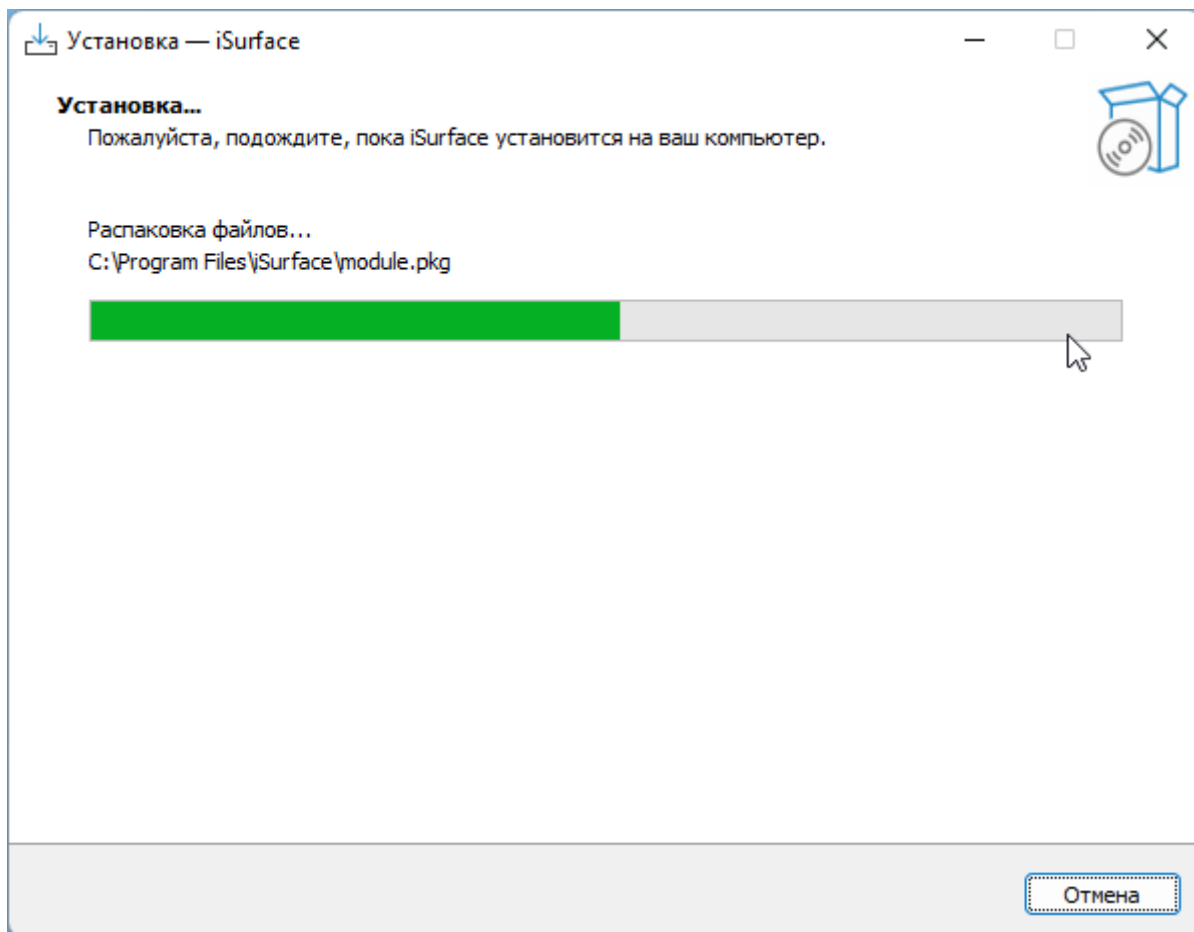 Установка — iSurface
Установка...
Пожалуйста, подождите, пока iSurface установится на ваш компьютер.
Распаковка файлов...
C:\Program Files\iSurface\module.pkg
Отмена